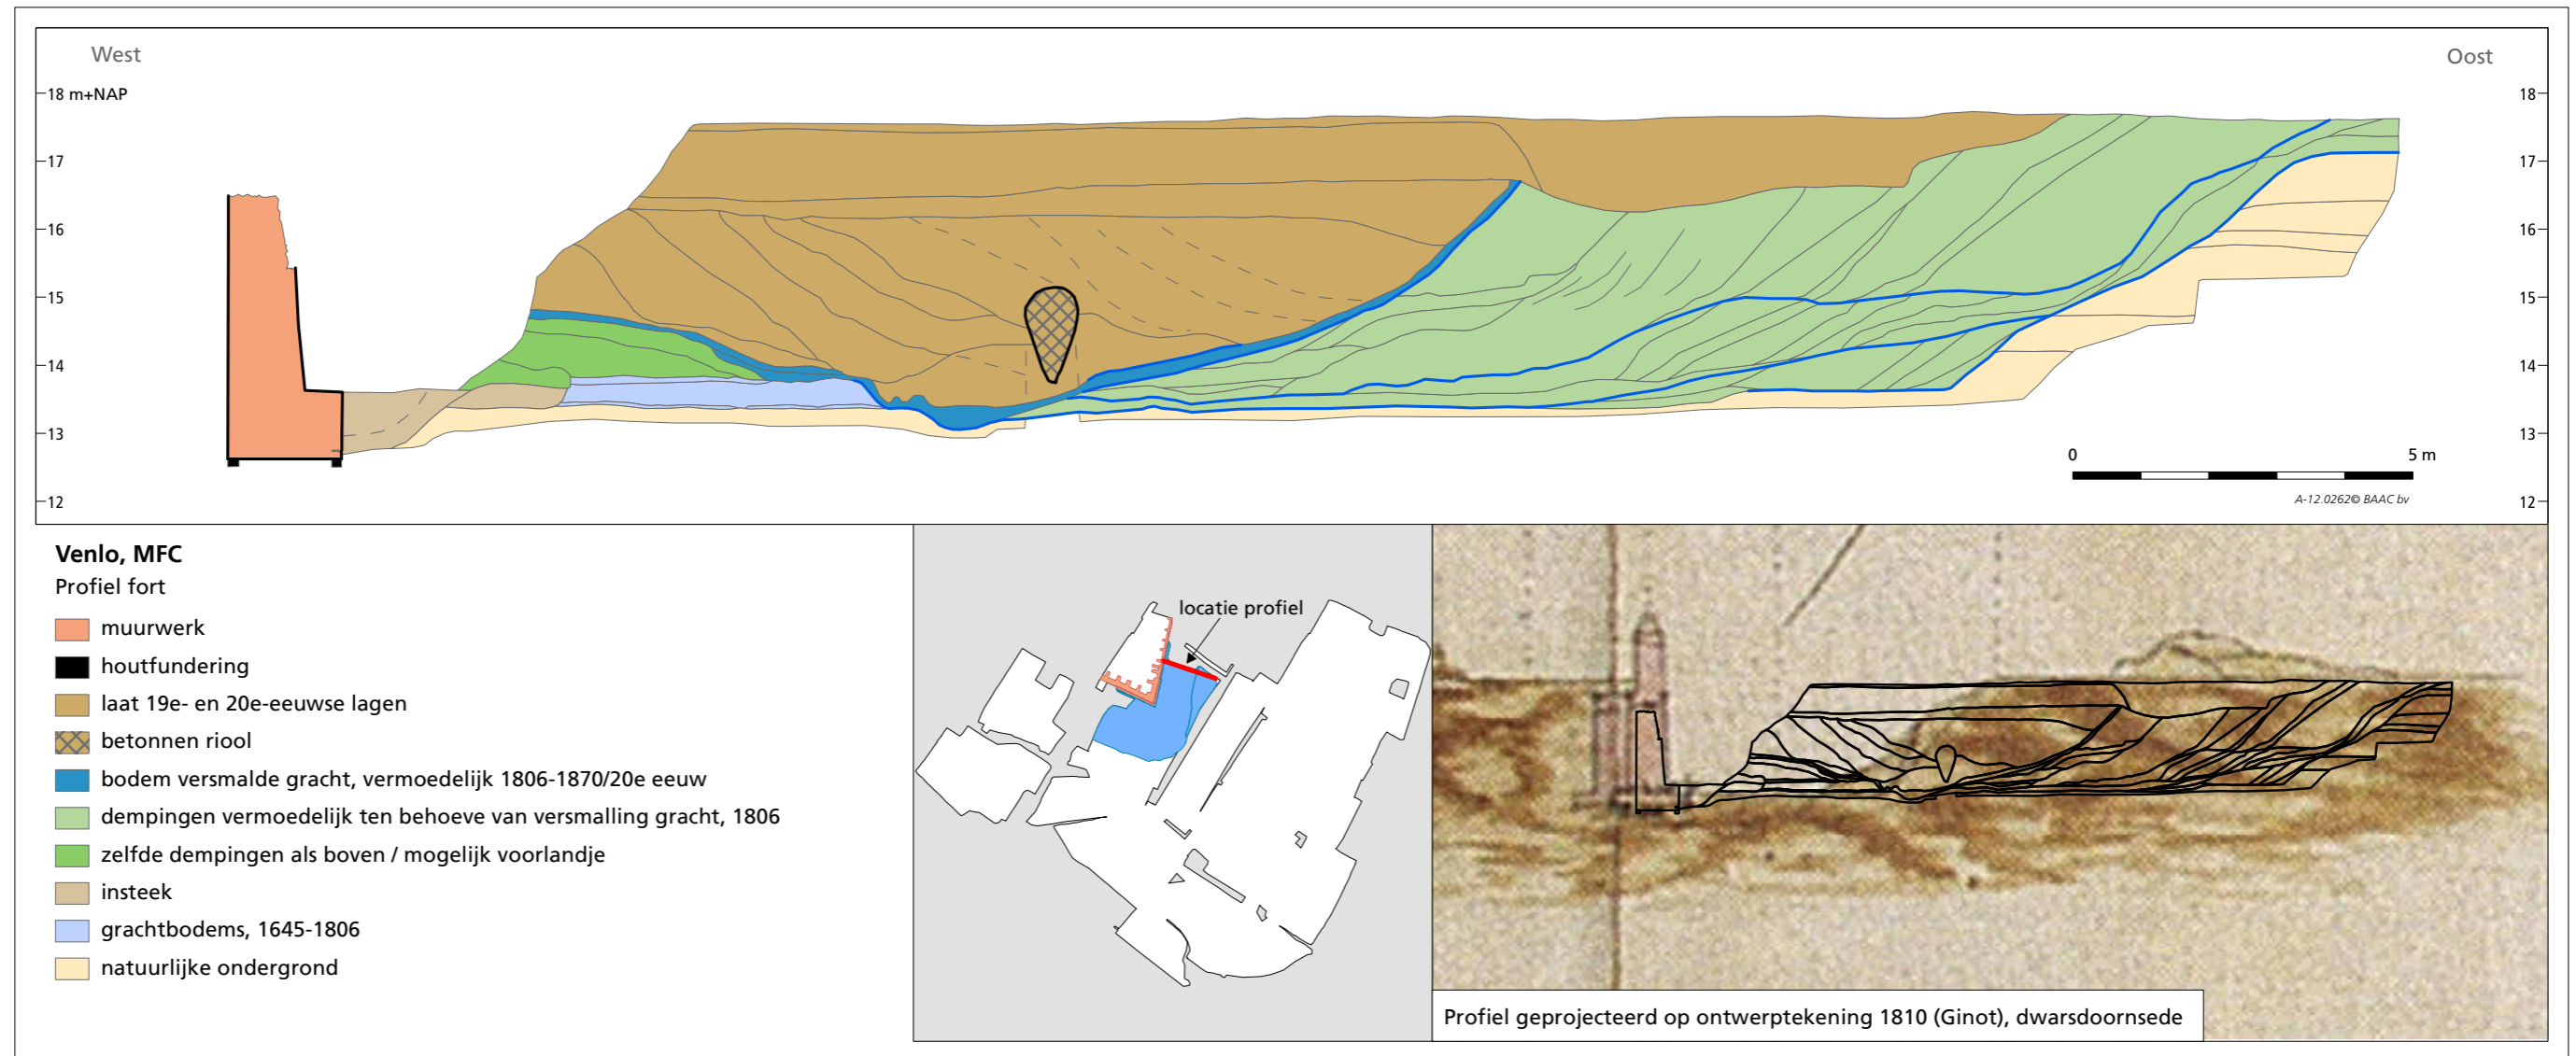 West
Oost
18 m+NAP
17
16
15
14
13
12
18
17
16
15
14
13
12
0
5 m
A-12.0262© BAAC bv
Venlo, MFC
Profiel fort
muurwerk
houtfundering
laat 19e- en 20e-eeuwse lagen
betonnen riool
bodem versmalde gracht, vermoedelijk 1806-1870/20e eeuw
dempingen vermoedelijk ten behoeve van versmalling gracht, 1806
zelfde dempingen als boven / mogelijk voorlandje
insteek
grachtbodems, 1645-1806
natuurlijke ondergrond
locatie profiel
Profiel geprojecteerd op ontwerptekening 1810 (Ginot), dwarsdoornsede